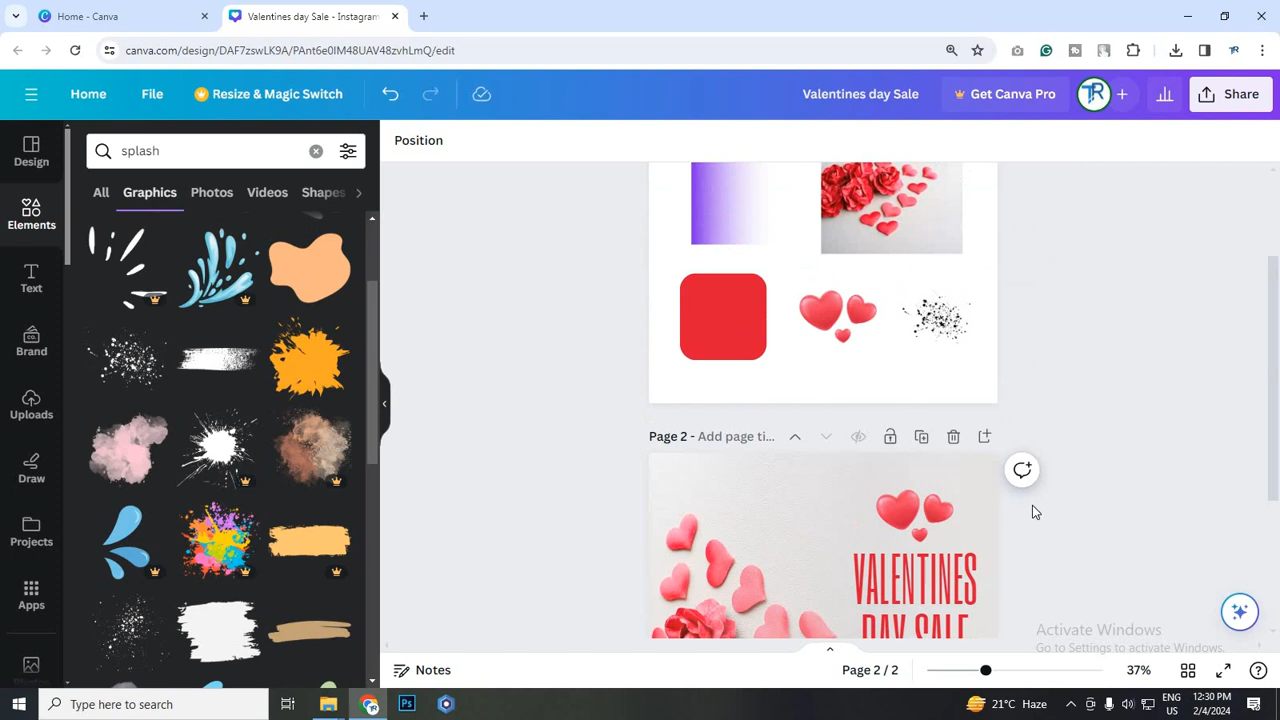 Home - Canva
Valentines day Sale - Instagram
canva.com/design/DAF7zswLK9A/PAnt6e0IM48UAV48zvhLmQ/edit
Home
File
Resize & Magic Switch
Valentines day Sale
Get Canva Pro
TR
Share
Design
Elements
Text
Brand
Uploads
Draw
Projects
Apps
splash
All
Graphics
Photos
Videos
Shapes
Position
Page 2 - Add page ti...
VALENTINES
DAY SALE
Activate Windows
Go to Settings to activate Windows.
Notes
Page 2 / 2
37%
Type here to search
Ps
21°C Haze
ENG
US
12:30 PM
2/4/2024